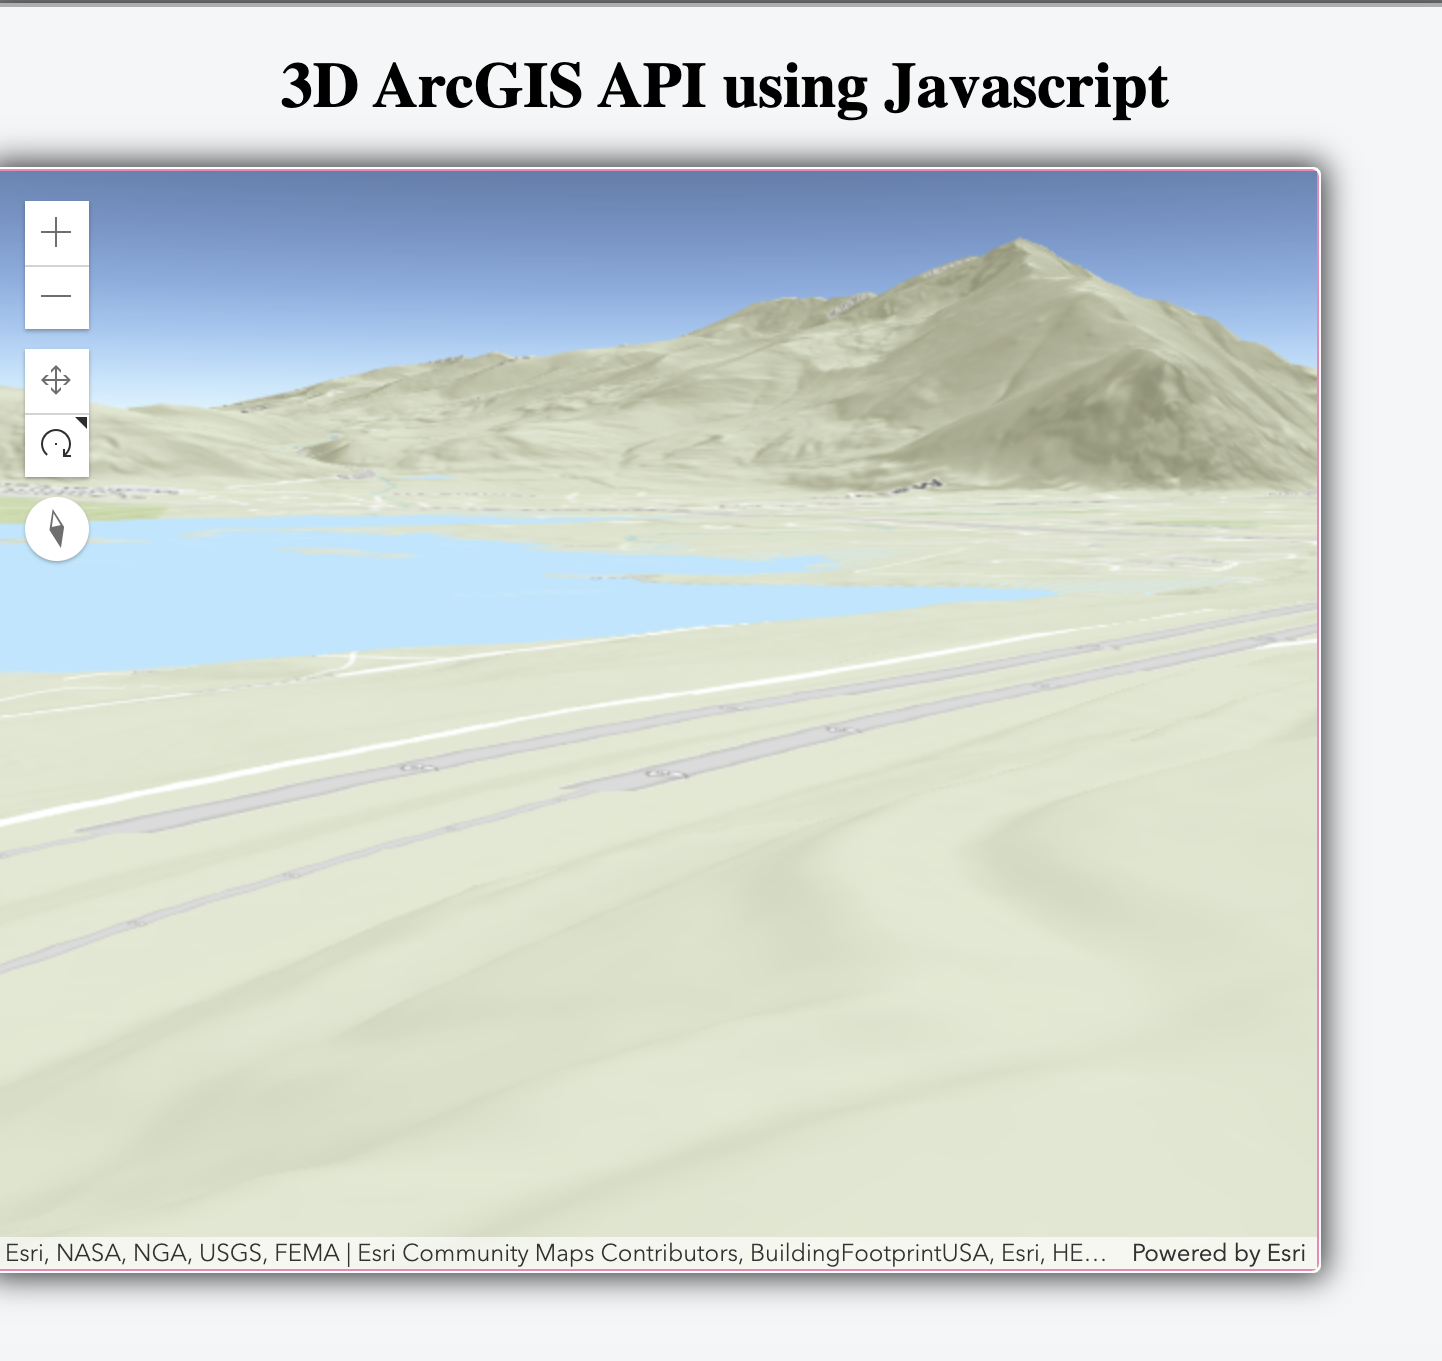 3D ArcGIS API using Javascript
Esri, NASA, NGA, USGS, FEMA | Esri Community Maps Contributors, BuildingFootprintUSA, Esri, HE... Powered by Esri